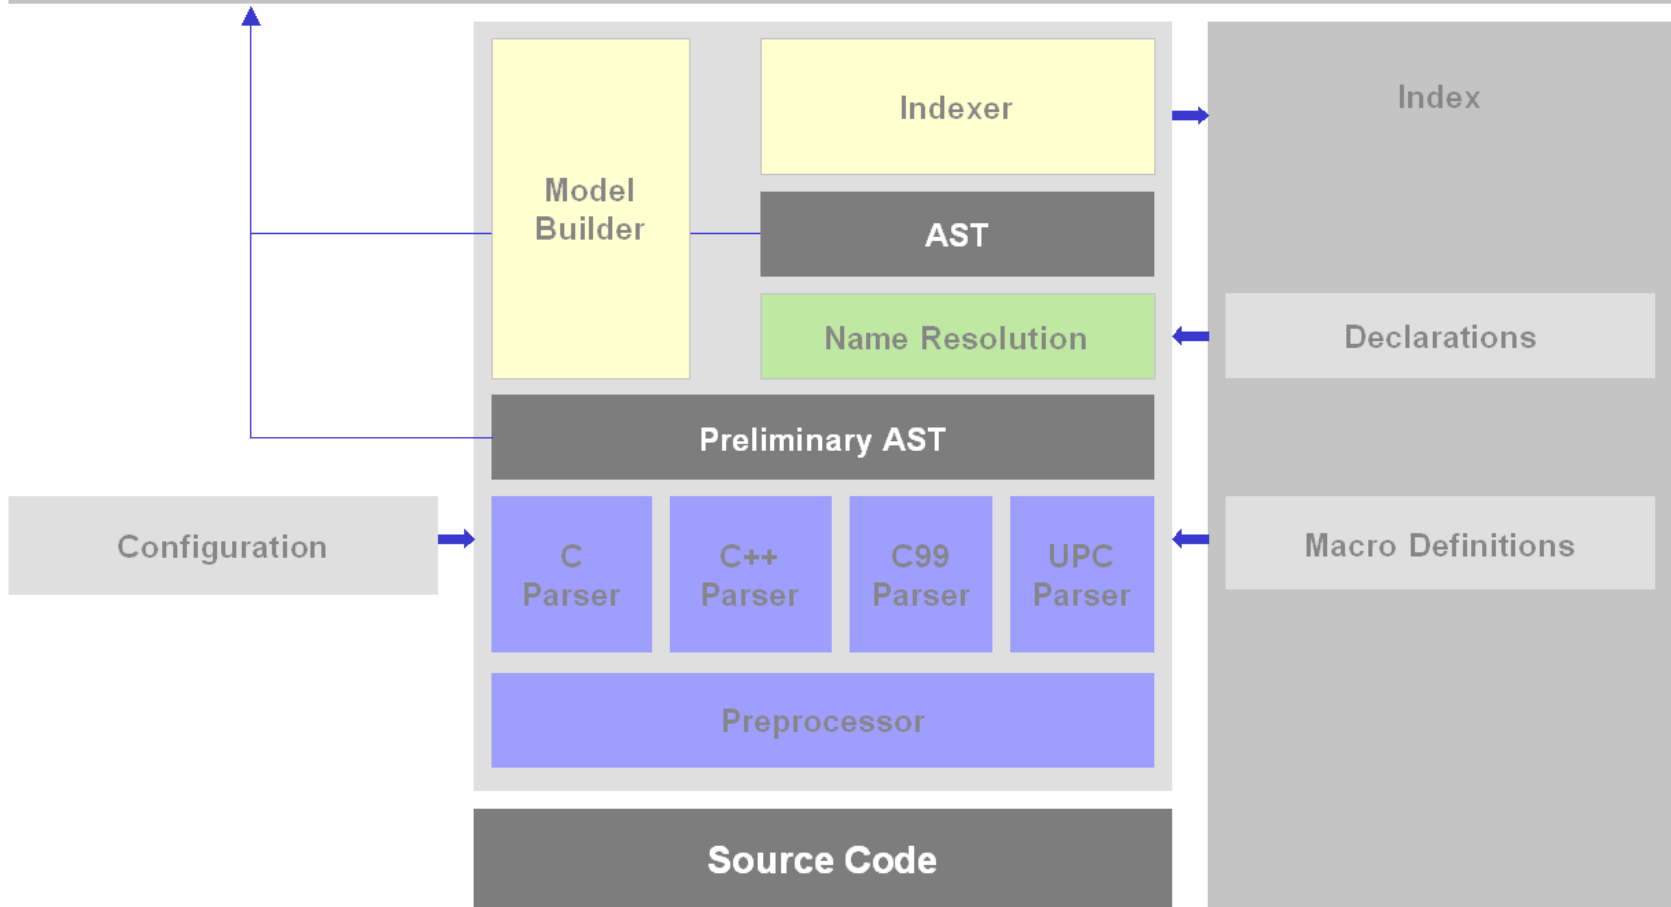 Model
Builder
Indexer
Index
AST
Name Resolution
Declarations
Preliminary AST
Configuration
C
Parser
C++
Parser
C99
Parser
UPC
Parser
Macro Definitions
Preprocessor
Source Code